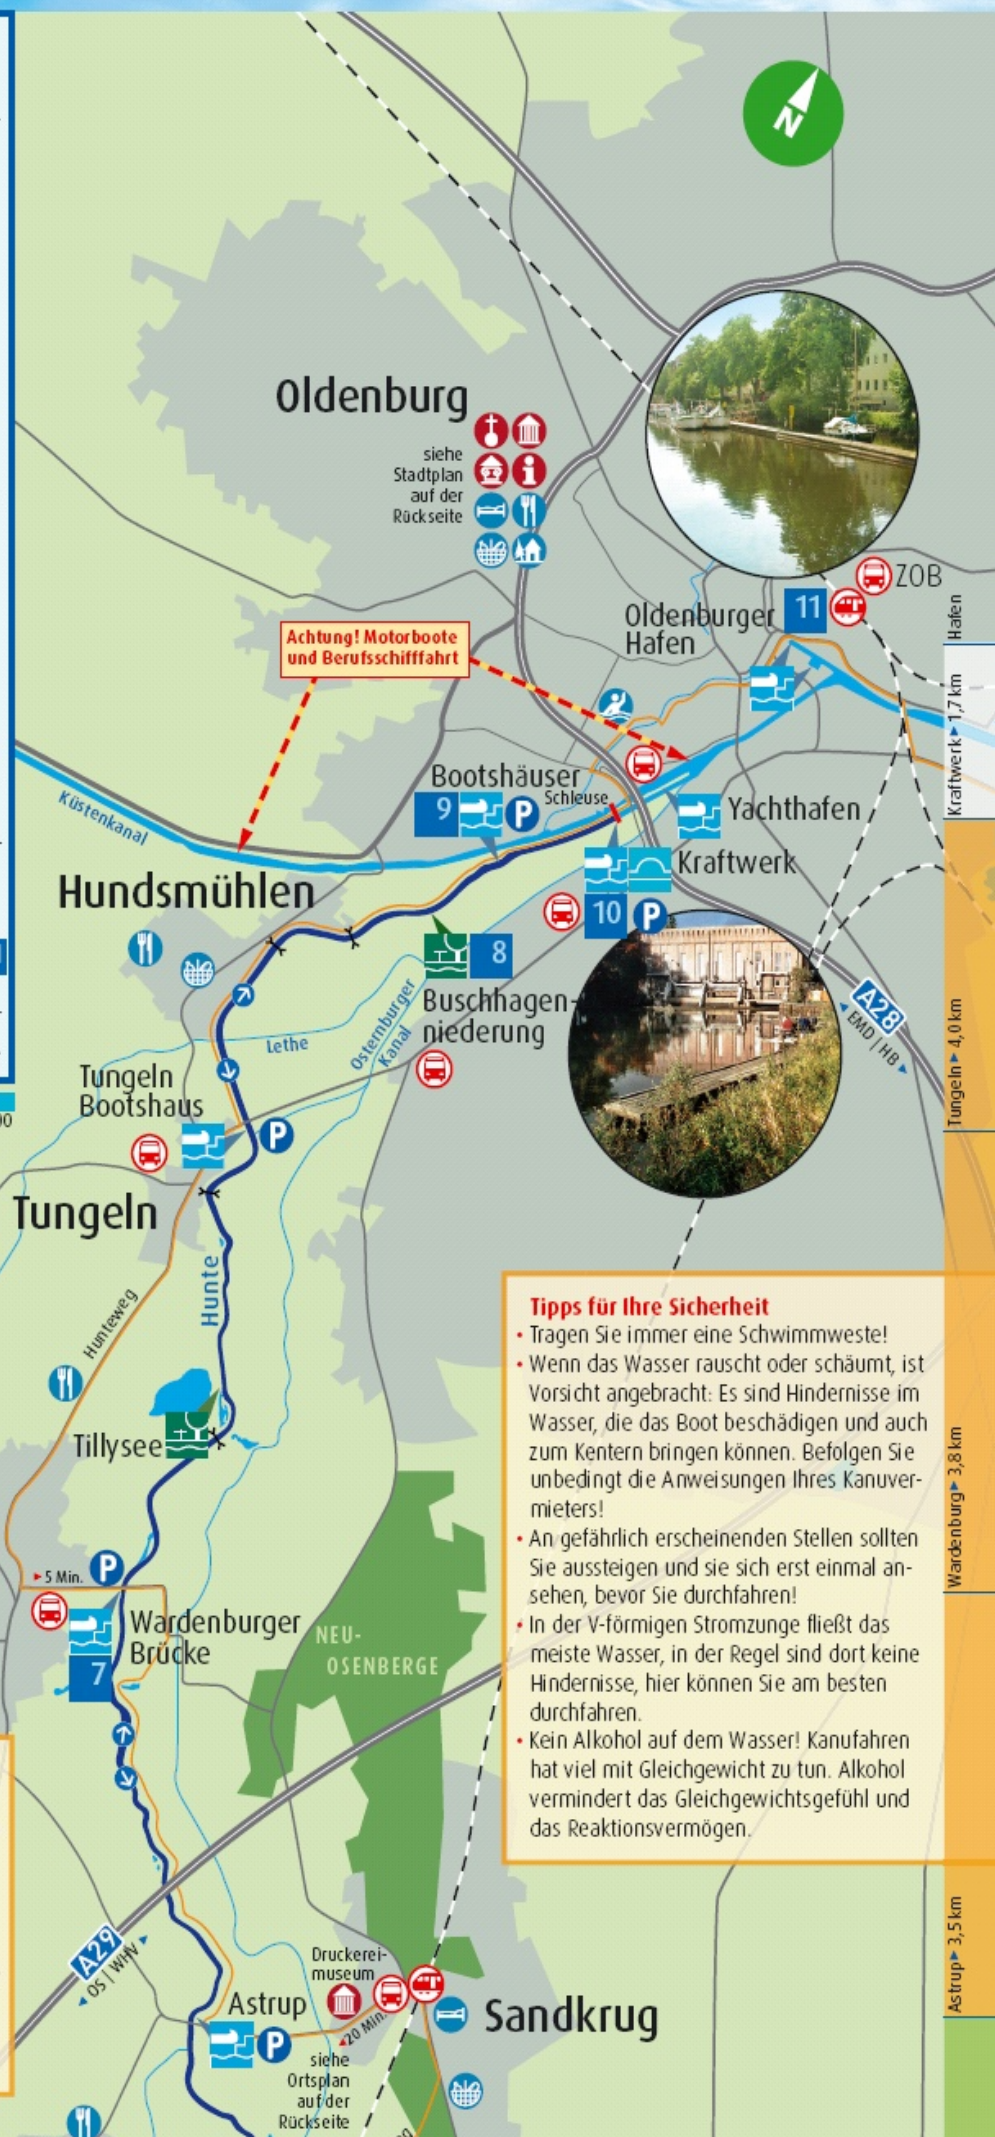 N
Oldenburg
siehe
Stadtplan
auf der
Rückseite
ZOB
11
Oldenburger
Hafen
Hafen
Achtung! Motorboote
und Berufsschifffahrt
Kraftwerk 1,7 km
Bootshäuser
Schleuse
9
P
Yachthafen
Küstenkanal
Kraftwerk
Hundsmühlen
10
P
8
Buschhagen-
niederung
Osternburger
Kanal
Lethe
A28
EMD | HB
Tungeln 4,0 km
Tungeln
Bootshaus
P
Tungeln
Hunte
Hunteweg
Tillysee
Tipps für Ihre Sicherheit
• Tragen Sie immer eine Schwimmweste!
• Wenn das Wasser rauscht oder schäumt, ist
Vorsicht angebracht: Es sind Hindernisse im
Wasser, die das Boot beschädigen und auch
zum Kentern bringen können. Befolgen Sie
unbedingt die Anweisungen Ihres Kanuver-
mieters!
• An gefährlich erscheinenden Stellen sollten
Sie aussteigen und sie sich erst einmal an-
sehen, bevor Sie durchfahren!
• In der V-förmigen Stromzunge fließt das
meiste Wasser, in der Regel sind dort keine
Hindernisse, hier können Sie am besten
durchfahren.
• Kein Alkohol auf dem Wasser! Kanufahren
hat viel mit Gleichgewicht zu tun. Alkohol
vermindert das Gleichgewichtsgefühl und
das Reaktionsvermögen.
Wardenburg 3,8 km
5 Min.
P
Wardenburger
Brücke
7
NEU-
OSENBERGE
A29
OS | WHV
Druckerei-
museum
Astrup
P
20 Min.
siehe
Ortsplan
auf der
Rückseite
Sandkrug
Astrup 3,5 km